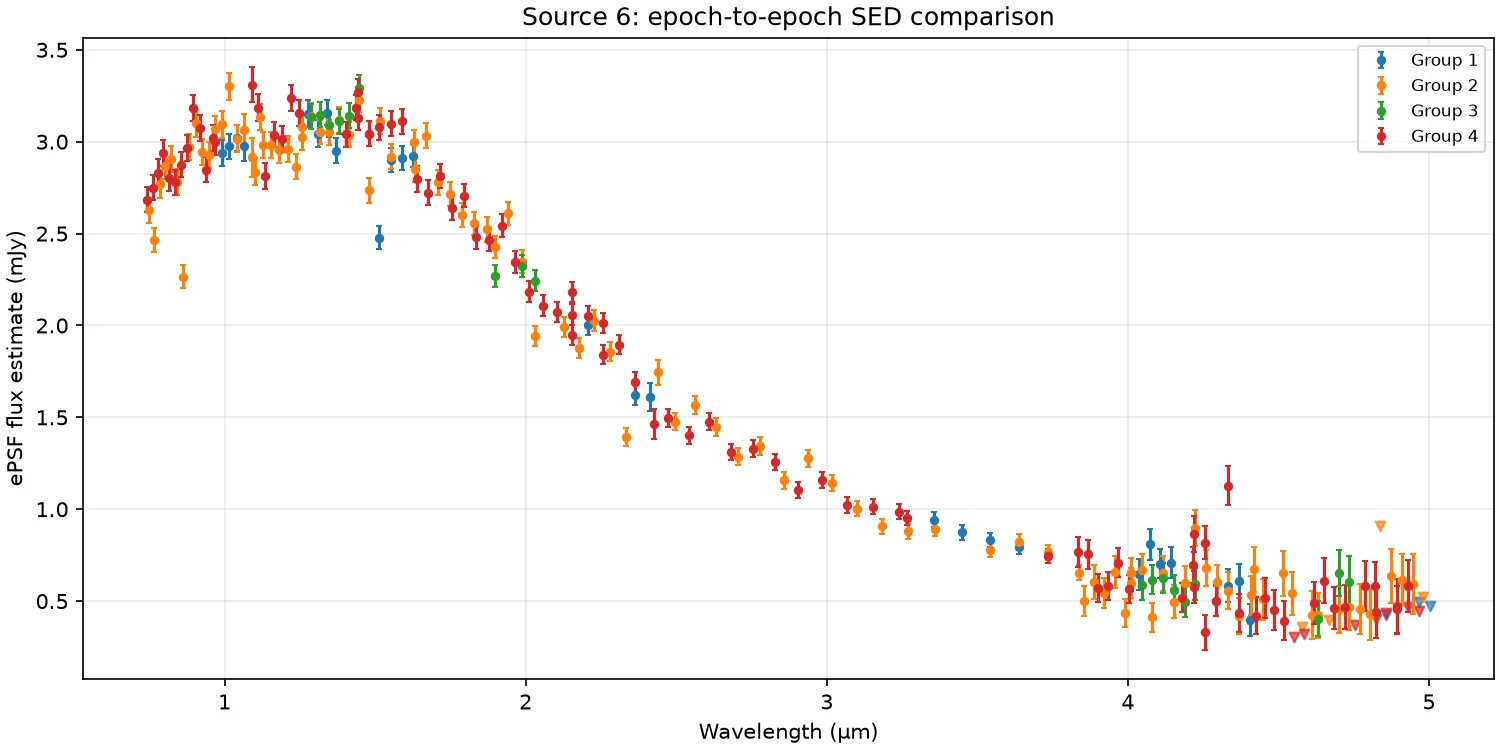 Source 6: epoch-to-epoch SED comparison
3.5
3.0
2.5
2.0
1.5
1.0
0.5
ePSF flux estimate (mJy)
Group 1
Group 2
Group 3
Group 4
1 2 3 4 5
Wavelength (μm)